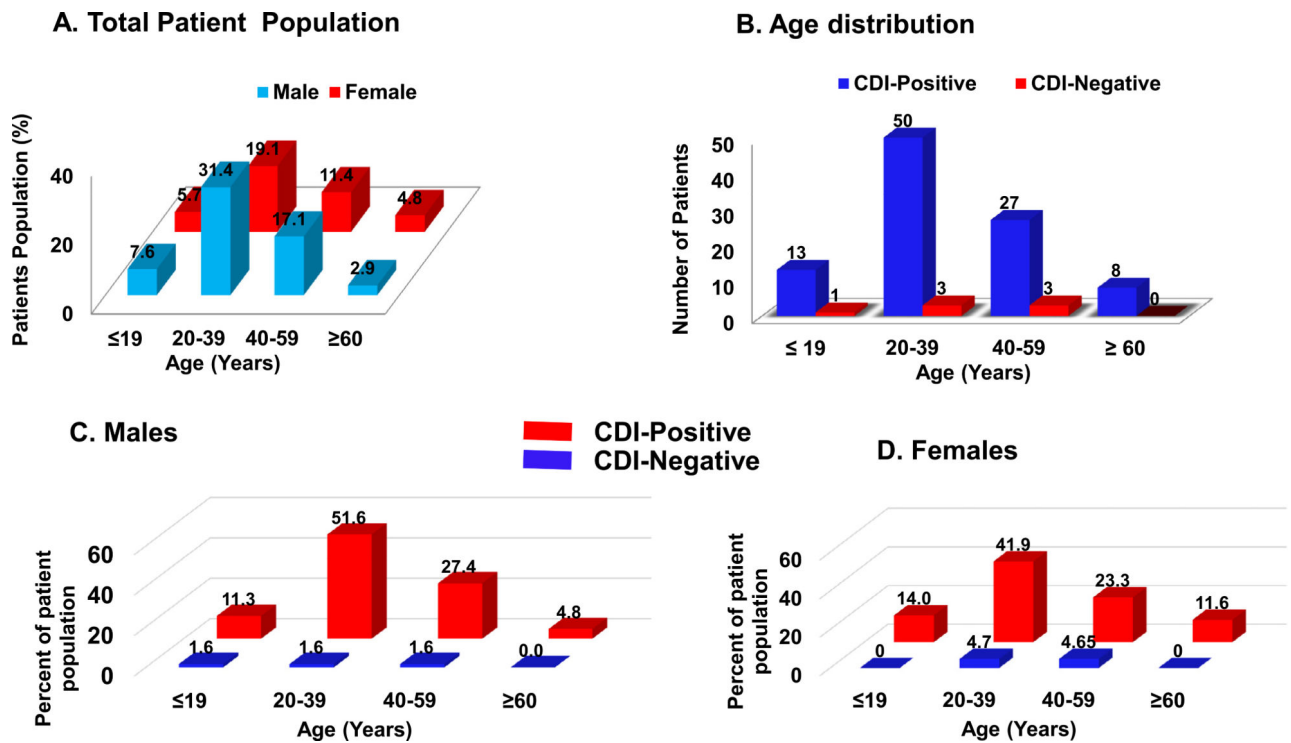 A. Total Patient Population
Male Female
Patients Population (%)
40
20
0
5.7 19.1 11.4 4.8
7.6 31.4 17.1 2.9
≤19 20-39 40-59 ≥60
Age (Years)
B. Age distribution
CDI-Positive CDI-Negative
Number of Patients
50
40
30
20
10
0
13 1 50 3 27 3 8 0
≤ 19 20-39 40-59 ≥ 60
Age (Years)
CDI-Positive
CDI-Negative
C. Males
Percent of patient
population
60
40
20
0
11.3 51.6 27.4 4.8
1.6 1.6 1.6 0.0
≤19 20-39 40-59 ≥60
Age (Years)
D. Females
Percent of patient
population
60
40
20
0
14.0 41.9 23.3 11.6
0 4.7 4.65 0
≤19 20-39 40-59 ≥60
Age (Years)